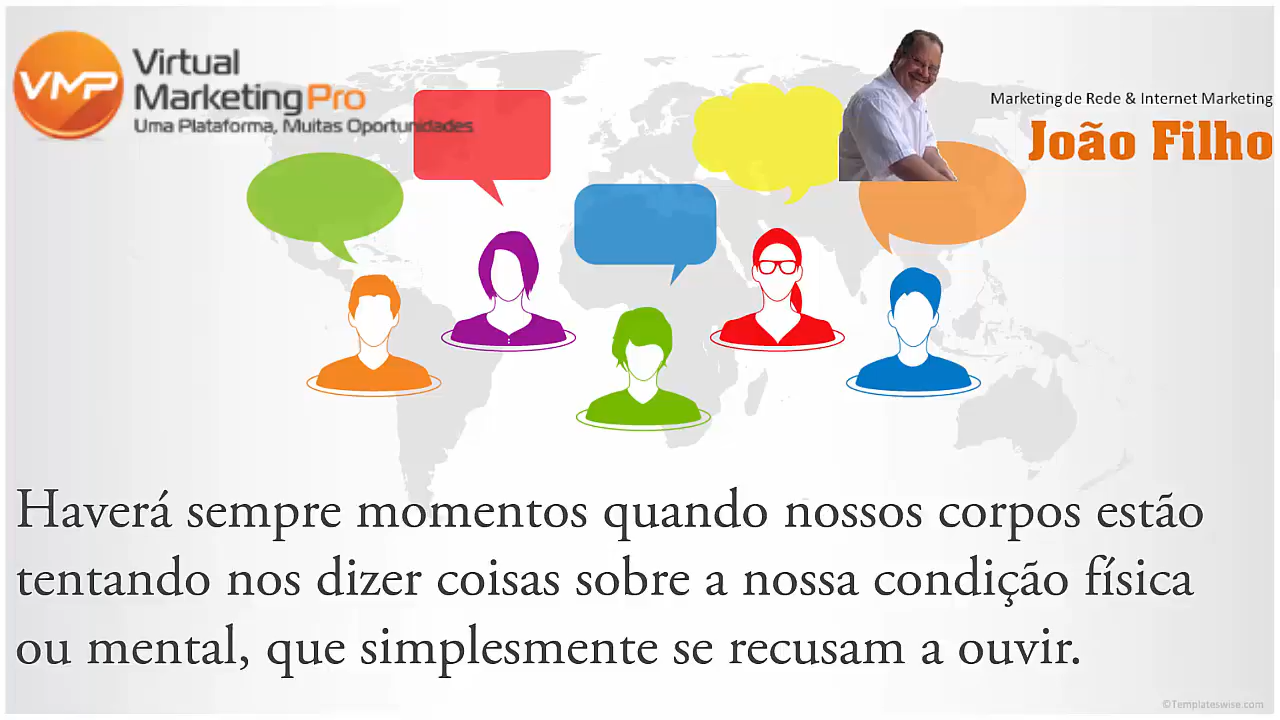 VMP
Virtual
MarketingPro
Uma Plataforma, Muitas Oportunidades
Marketing de Rede & Internet Marketing
João Filho
Haverá sempre momentos quando nossos corpos estão
tentando nos dizer coisas sobre a nossa condição física
ou mental, que simplesmente se recusam a ouvir.
©Templateswise.com